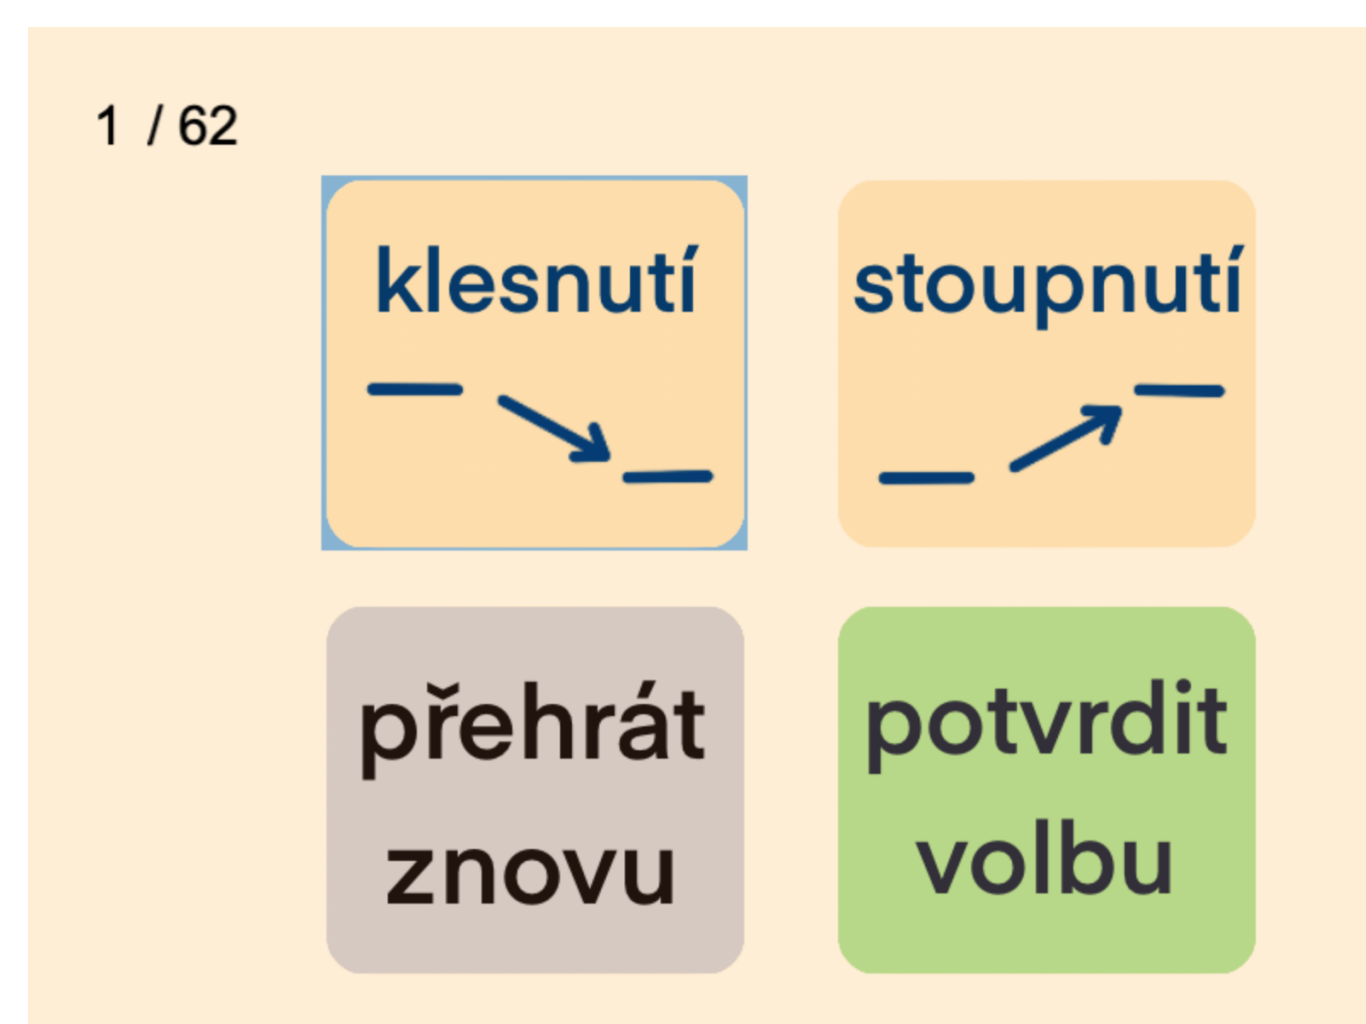 1 / 62
klesnutí
stoupnutí
přehrát
znovu
potvrdit
volbu